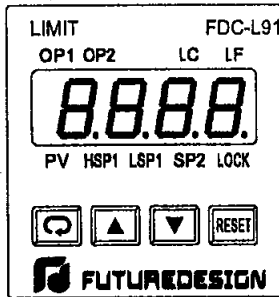 LIMIT FDC-L91
OP1 OP2 LC LF
8.8.8.8
PV HSP1 LSP1 SP2 LOCK
RESET
FUTUREDESIGN